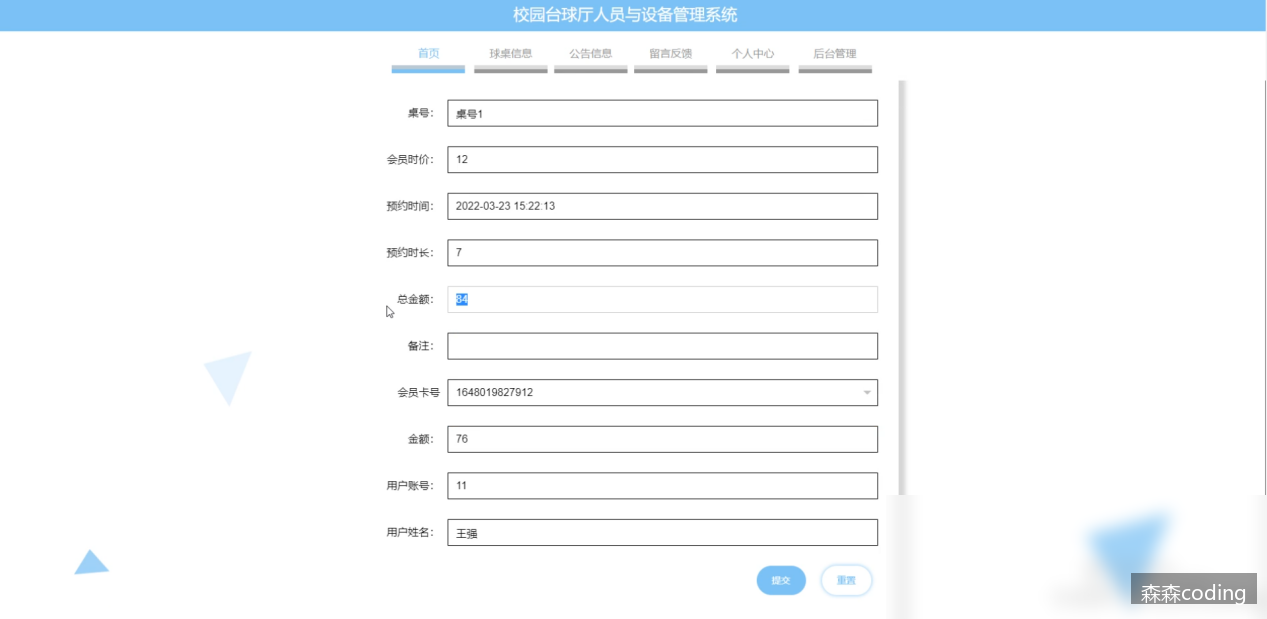 校园台球厅人员与设备管理系统
首页 球桌信息 公告信息 留言反馈 个人中心 后台管理
桌号： 桌号1
会员时价： 12
预约时间： 2022-03-23 15:22:13
预约时长： 7
总金额： 84
备注：
会员卡号 1648019827912
金额： 76
用户账号： 11
用户姓名： 王强
提交 重置
森森coding